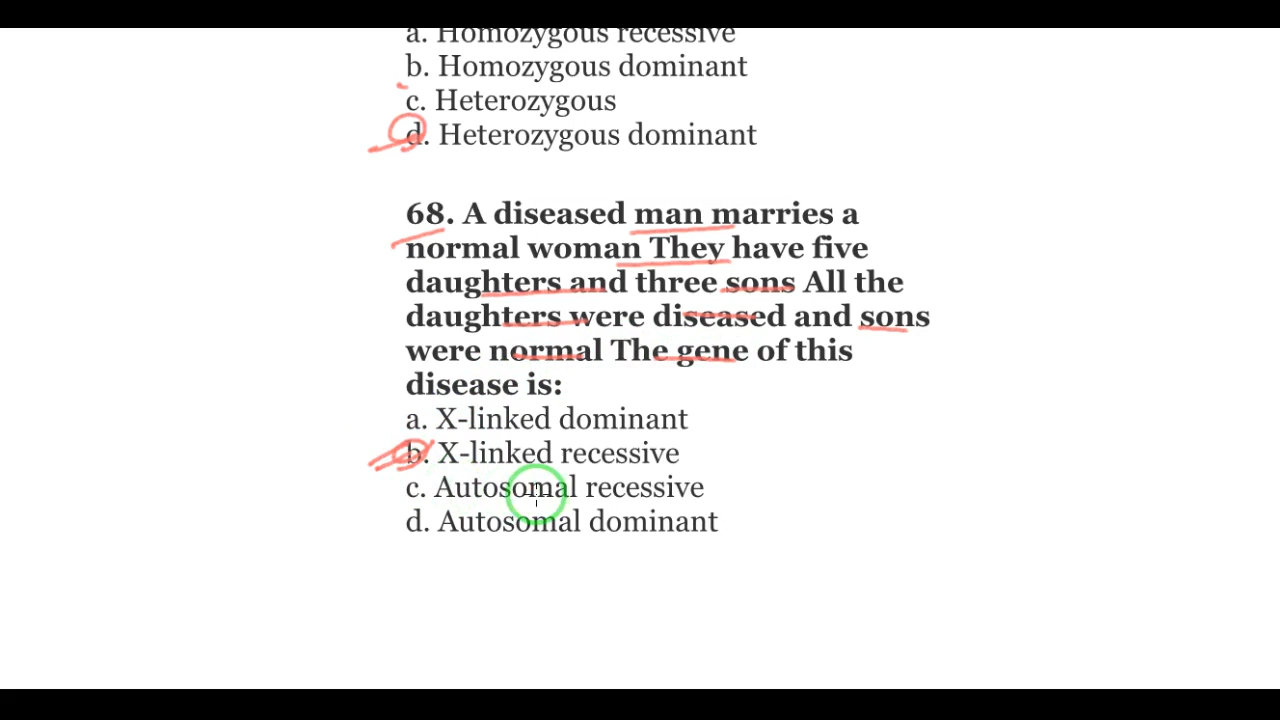 a. Homozygous recessive
b. Homozygous dominant
c. Heterozygous
d. Heterozygous dominant
68. A diseased man marries a
normal woman They have five
daughters and three sons All the
daughters were diseased and sons
were normal The gene of this
disease is:
a. X-linked dominant
b. X-linked recessive
c. Autosomal recessive
d. Autosomal dominant